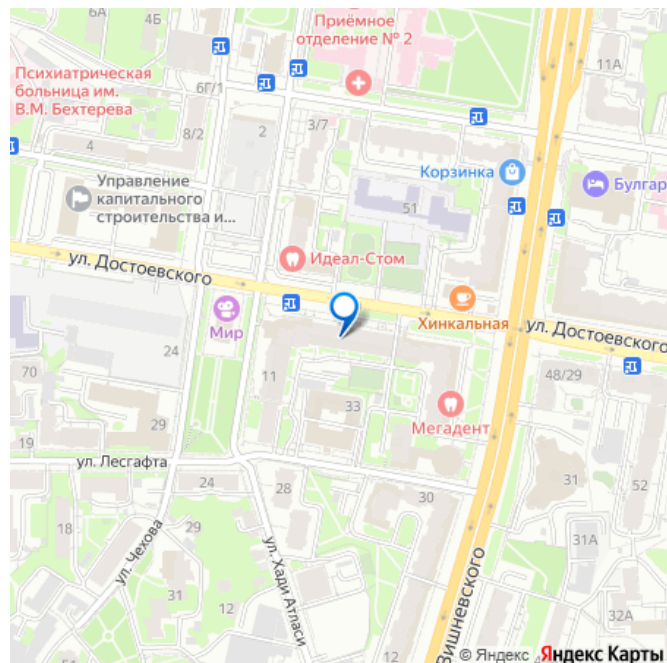 6А
4Б
Приёмное
отделение № 2
11А
Психиатрическая
больница им.
В.М. Бехтерева
6Г/1
8/2
2
3/7
4
Корзинка
Булгар
Управление
капитального
строительства и...
51
ул. Достоевского
Идеал-Стом
Хинкальная
ул. Достоевского
Мир
24
11
70
48/29
29
33
Мегадент
19
ул. Лесгафта
24
28
30
31
52
18
29
31А
ул. Чехова
ул. Хади Атласи
31
12
12
32А
Вишневского
51
© Яндекс Яндекс Карты